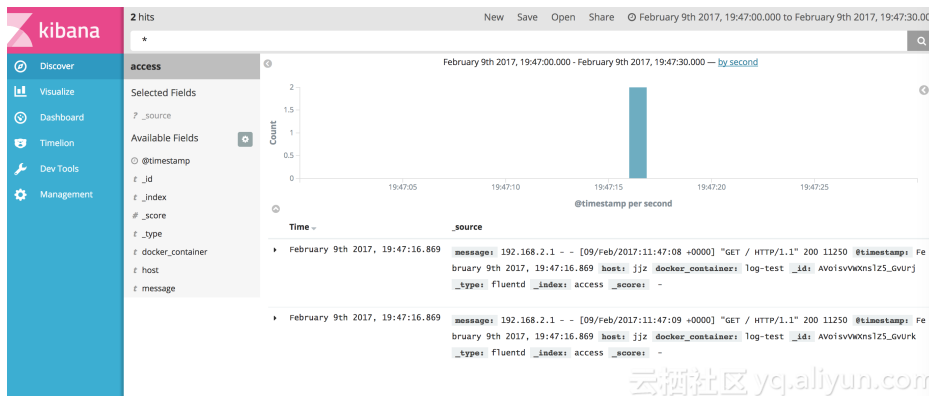 kibana
Discover
Visualize
Dashboard
Timelion
Dev Tools
Management
2 hits
New Save Open Share February 9th 2017, 19:47:00.000 to February 9th 2017, 19:47:30.00
*
access
Selected Fields
? _source
Available Fields
@timestamp
t _id
t _index
# _score
t _type
t docker_container
t host
t message
February 9th 2017, 19:47:00.000 - February 9th 2017, 19:47:30.000 — by second
Count
2
1.5
1
0.5
0
19:47:05 19:47:10 19:47:15 19:47:20 19:47:25
@timestamp per second
Time _source
February 9th 2017, 19:47:16.869 message: 192.168.2.1 - - [09/Feb/2017:11:47:08 +0000] "GET / HTTP/1.1" 200 11250 @timestamp: Fe
bruary 9th 2017, 19:47:16.869 host: jjz docker_container: log-test _id: AVoisvvWXnslZ5_GvUrj
_type: fluentd _index: access _score: -
February 9th 2017, 19:47:16.869 message: 192.168.2.1 - - [09/Feb/2017:11:47:09 +0000] "GET / HTTP/1.1" 200 11250 @timestamp: Fe
bruary 9th 2017, 19:47:16.869 host: jjz docker_container: log-test _id: AVoisvvWXnslZ5_GvUrk
_type: fluentd _index: access _score: -
云栖社区 yq.aliyun.com